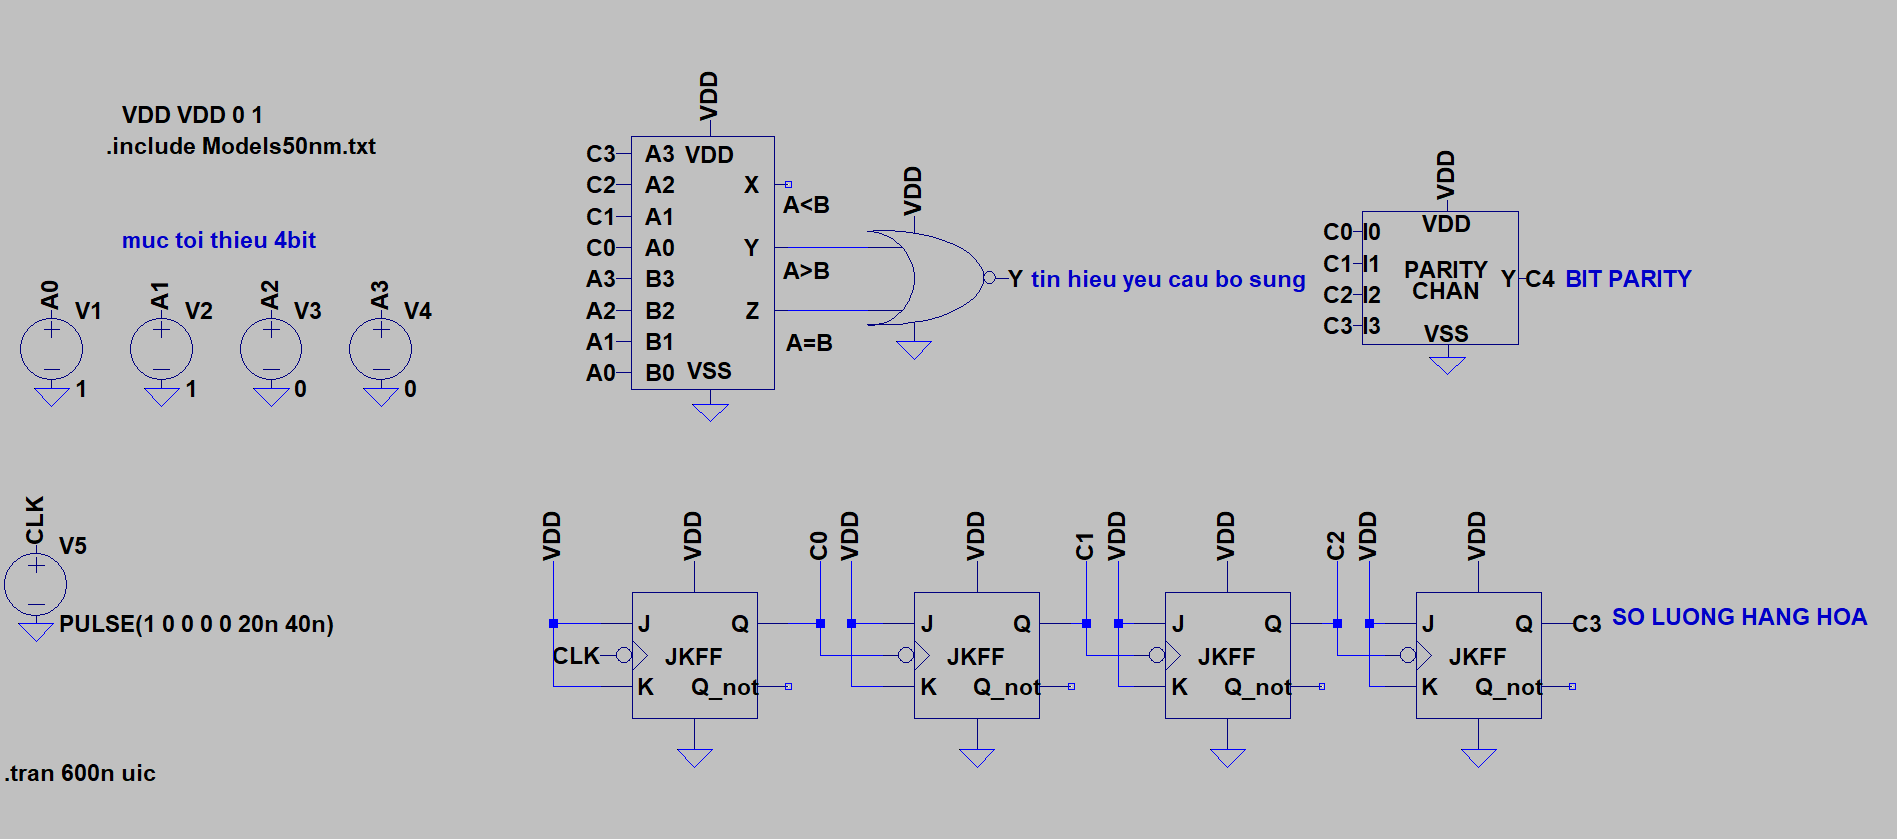 VDD VDD 0 1
.include Models50nm.txt
muc toi thieu 4bit
A0
V1
1
A1
V2
1
A2
V3
0
A3
V4
0
VDD
C3 A3 VDD
C2 A2 X
A<B
C1 A1
C0 A0 Y
A>B
A3 B3
A2 B2 Z
A1 B1
A=B
A0 B0 VSS
VDD
Y tin hieu yeu cau bo sung
VDD
VDD
C0 I0
C1 I1
C2 I2
C3 I3
PARITY
CHAN
Y C4 BIT PARITY
VSS
CLK
V5
PULSE(1 0 0 0 0 20n 40n)
VDD
VDD
J Q
CLK JKFF
K Q_not
C0
VDD
VDD
J Q
JKFF
K Q_not
C1
VDD
VDD
J Q
JKFF
K Q_not
C2
VDD
VDD
J Q
JKFF
K Q_not
C3 SO LUONG HANG HOA
.tran 600n uic